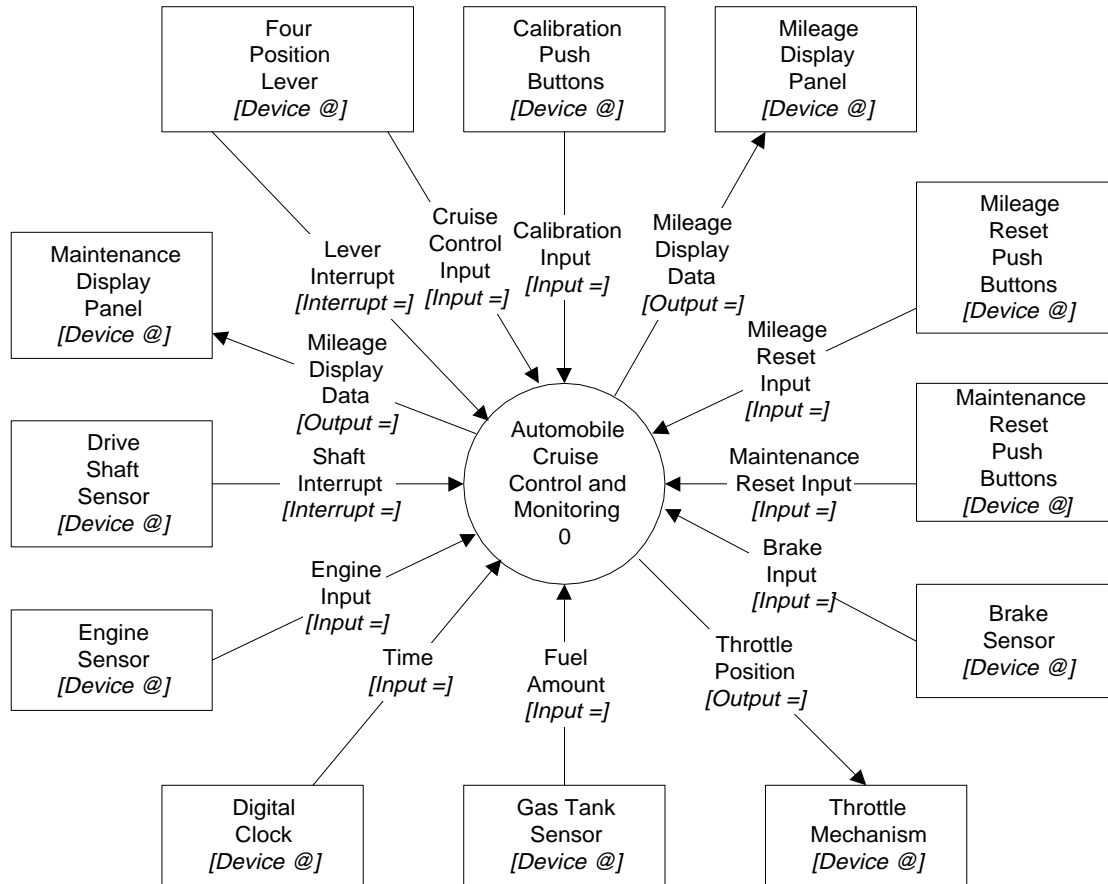 Four
Position
Lever
[Device @]
Calibration
Push
Buttons
[Device @]
Mileage
Display
Panel
[Device @]
Mileage
Reset
Push
Buttons
[Device @]
Maintenance
Display
Panel
[Device @]
Lever
Interrupt
[Interrupt =]
Cruise
Control
Input
[Input =]
Calibration
Input
[Input =]
Mileage
Display
Data
[Output =]
Mileage
Reset
Input
[Input =]
Mileage
Display
Data
[Output =]
Maintenance
Reset
Push
Buttons
[Device @]
Drive
Shaft
Sensor
[Device @]
Shaft
Interrupt
[Interrupt =]
Automobile
Cruise
Control and
Monitoring
0
Maintenance
Reset Input
[Input =]
Engine
Input
[Input =]
Brake
Input
[Input =]
Engine
Sensor
[Device @]
Time
[Input =]
Fuel
Amount
[Input =]
Throttle
Position
[Output =]
Brake
Sensor
[Device @]
Digital
Clock
[Device @]
Gas Tank
Sensor
[Device @]
Throttle
Mechanism
[Device @]